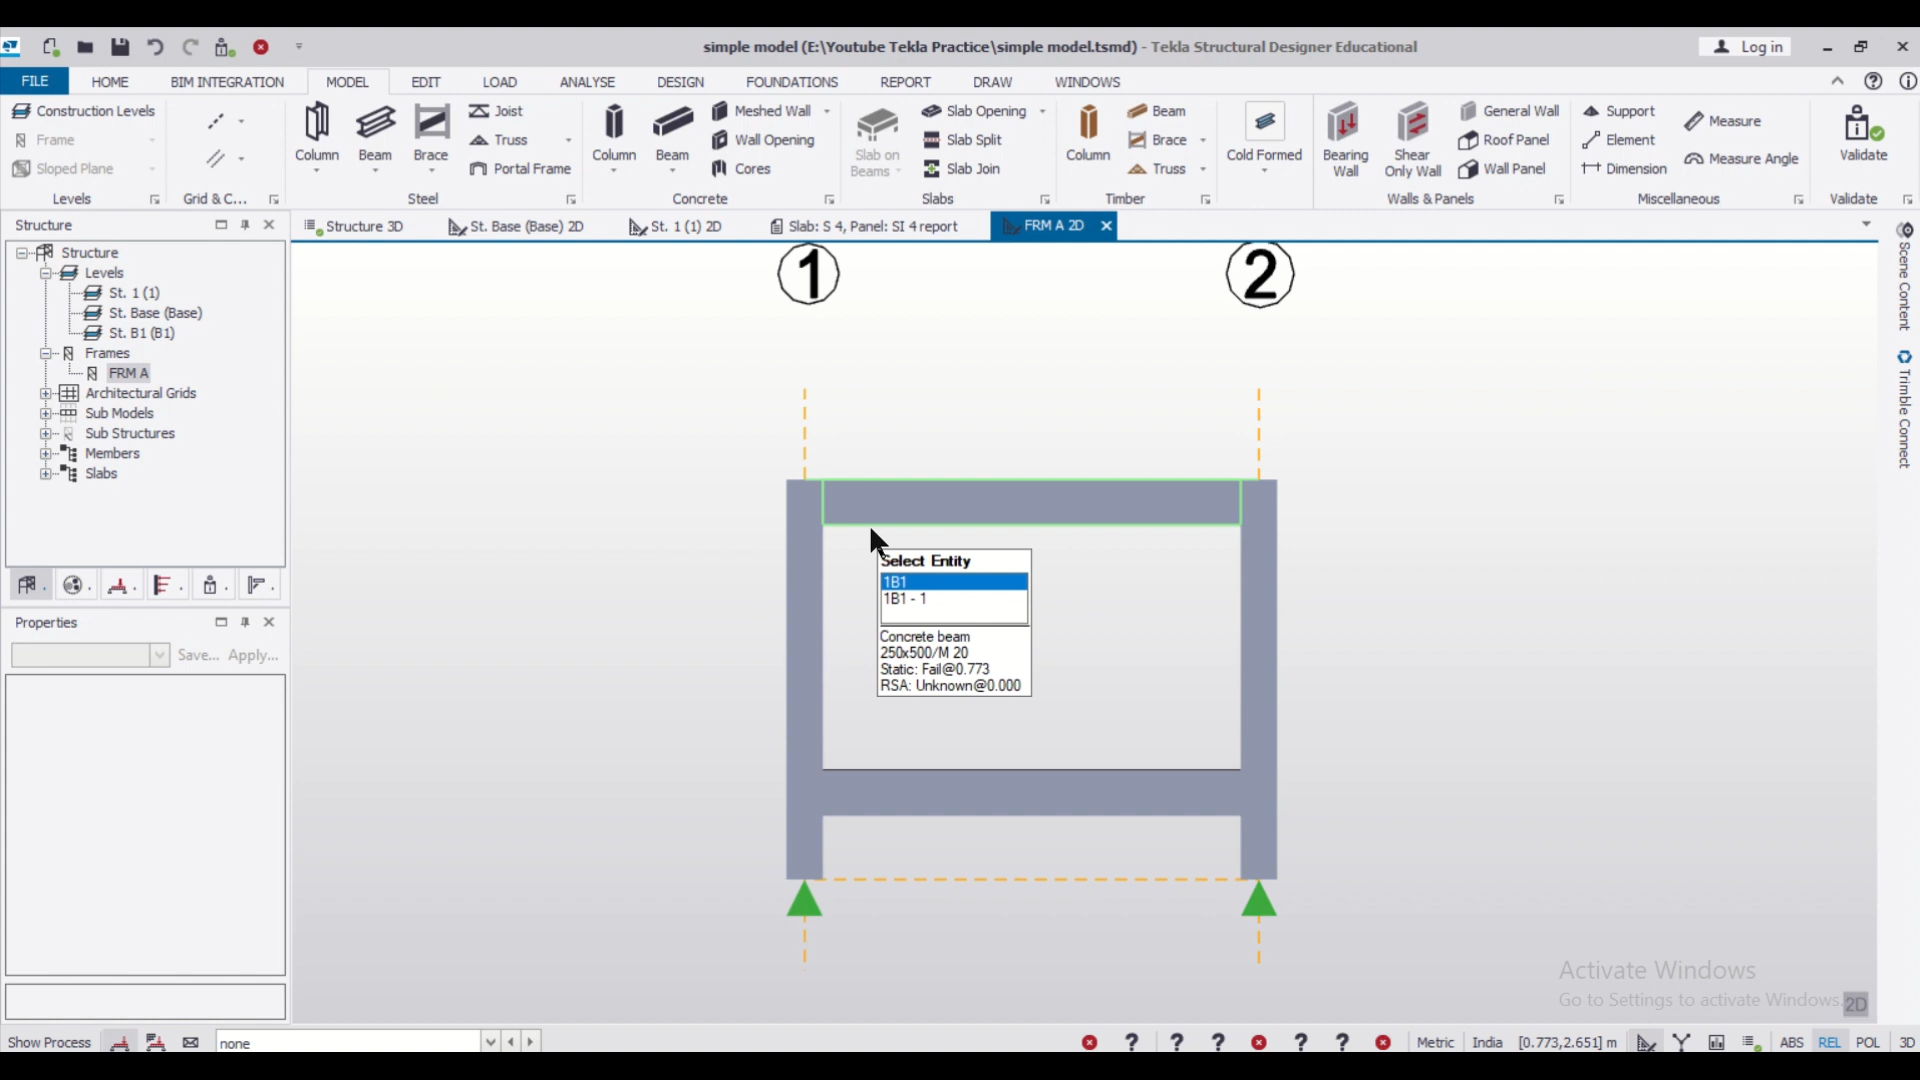 simple model (E:\Youtube Tekla Practice\simple model.tsmd) - Tekla Structural Designer Educational
Log in
FILE HOME BIM INTEGRATION MODEL EDIT LOAD ANALYSE DESIGN FOUNDATIONS REPORT DRAW WINDOWS
Construction Levels
Frame
Sloped Plane
Levels
Grid & C...
Column
Beam
Brace
Joist
Truss
Portal Frame
Steel
Column
Beam
Meshed Wall
Wall Opening
Cores
Concrete
Slab on
Beams
Slab Opening
Slab Split
Slab Join
Slabs
Column
Beam
Brace
Truss
Timber
Cold Formed
Bearing
Wall
Shear
Only Wall
General Wall
Roof Panel
Wall Panel
Walls & Panels
Support
Element
Dimension
Measure
Measure Angle
Miscellaneous
Validate
Validate
Structure
Structure 3D
St. Base (Base) 2D
St. 1 (1) 2D
Slab: S 4, Panel: SI 4 report
FRM A 2D
Structure
Levels
St. 1 (1)
St. Base (Base)
St. B1 (B1)
Frames
FRM A
Architectural Grids
Sub Models
Sub Structures
Members
Slabs
Properties
Save... Apply...
1
2
Select Entity
1B1
1B1 - 1
Concrete beam
250x500/M 20
Static: Fail@0.773
RSA: Unknown@0.000
Scene Content
Trimble Connect
Activate Windows
Go to Settings to activate Windows.
2D
Show Process
none
Metric India [0.773,2.651] m ABS REL POL 3D